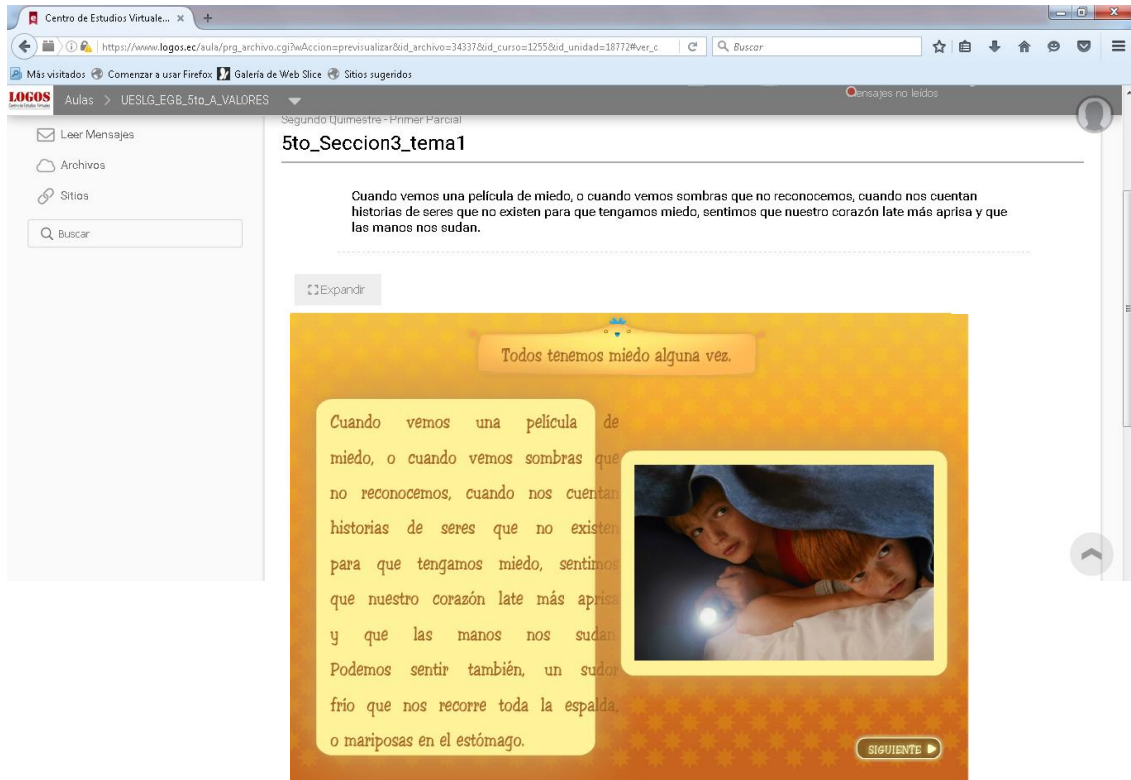 Centro de Estudios Virtuale...
https://www.logos.ec/aula/prg_archivo.cgi?wAccion=previsualizar&id_archivo=34337&id_curso=1255&id_unidad=18772#ver_c
Buscar
Más visitados Comenzar a usar Firefox Galería de Web Slice Sitios sugeridos
LOGOS
Aulas > UESLG_EGB_5to_A_VALORES
ensajes no leídos
Leer Mensajes
Archivos
Sitios
Buscar
Segundo Quimestre - Primer Parcial
5to_Seccion3_tema1
Cuando vemos una película de miedo, o cuando vemos sombras que no reconocemos, cuando nos cuentan
historias de seres que no existen para que tengamos miedo, sentimos que nuestro corazón late más aprisa y que
las manos nos sudan.
Expandir
Todos tenemos miedo alguna vez.
Cuando vemos una película de
miedo, o cuando vemos sombras que
no reconocemos, cuando nos cuentan
historias de seres que no existen
para que tengamos miedo, sentimos
que nuestro corazón late más aprisa
y que las manos nos sudan.
Podemos sentir también, un sudor
frío que nos recorre toda la espalda,
o mariposas en el estómago.
SIGUIENTE